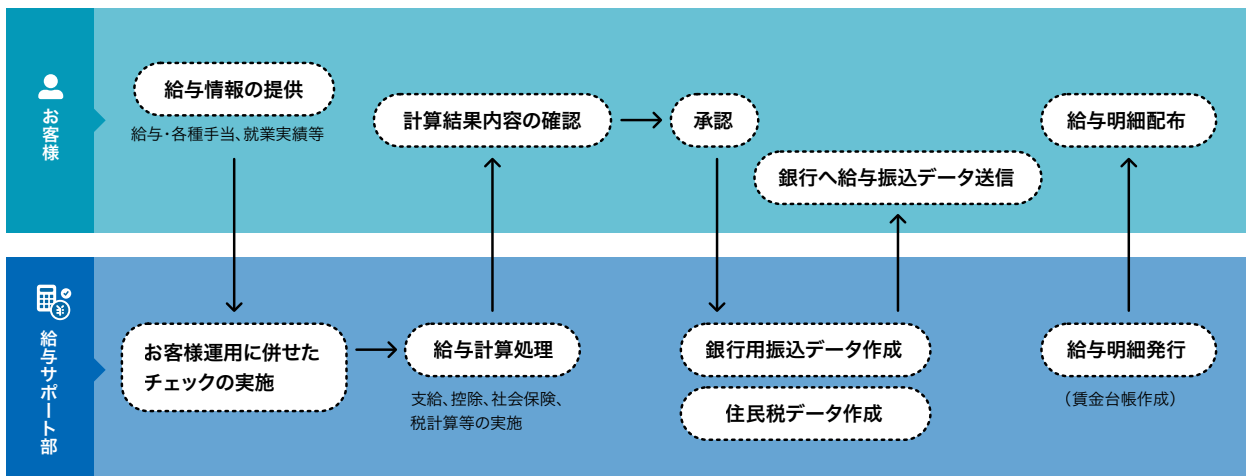 お客様
給与情報の提供
給与・各種手当、就業実績等
計算結果内容の確認
承認
銀行へ給与振込データ送信
給与明細配布
給与サポート部
お客様運用に併せた
チェックの実施
給与計算処理
支給、控除、社会保険、
税計算等の実施
銀行用振込データ作成
住民税データ作成
給与明細発行
（賃金台帳作成）